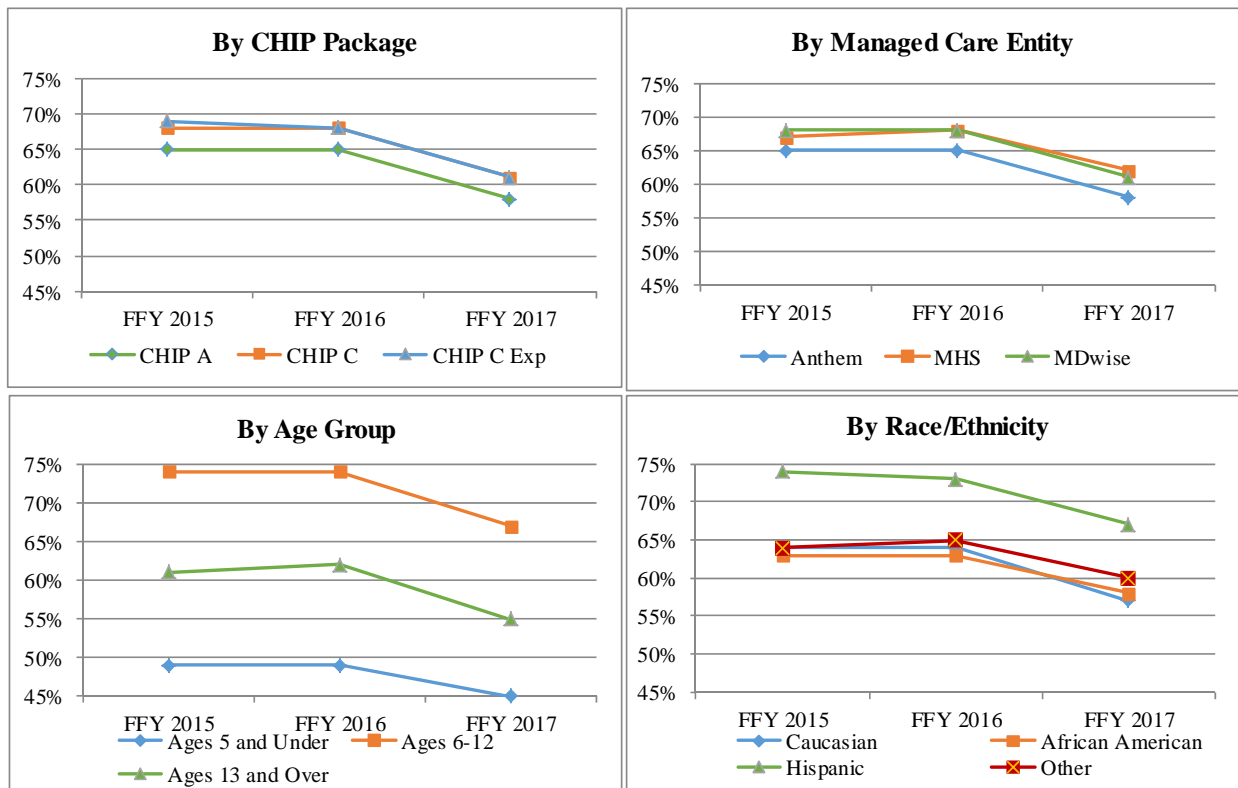 By CHIP Package
75%
70%
65%
60%
55%
50%
45%
FFY 2015 FFY 2016 FFY 2017
CHIP A CHIP C CHIP C Exp
By Managed Care Entity
75%
70%
65%
60%
55%
50%
45%
FFY 2015 FFY 2016 FFY 2017
Anthem MHS MDwise
By Age Group
75%
70%
65%
60%
55%
50%
45%
FFY 2015 FFY 2016 FFY 2017
Ages 5 and Under Ages 6-12
Ages 13 and Over
By Race/Ethnicity
75%
70%
65%
60%
55%
50%
45%
FFY 2015 FFY 2016 FFY 2017
Caucasian African American
Hispanic Other